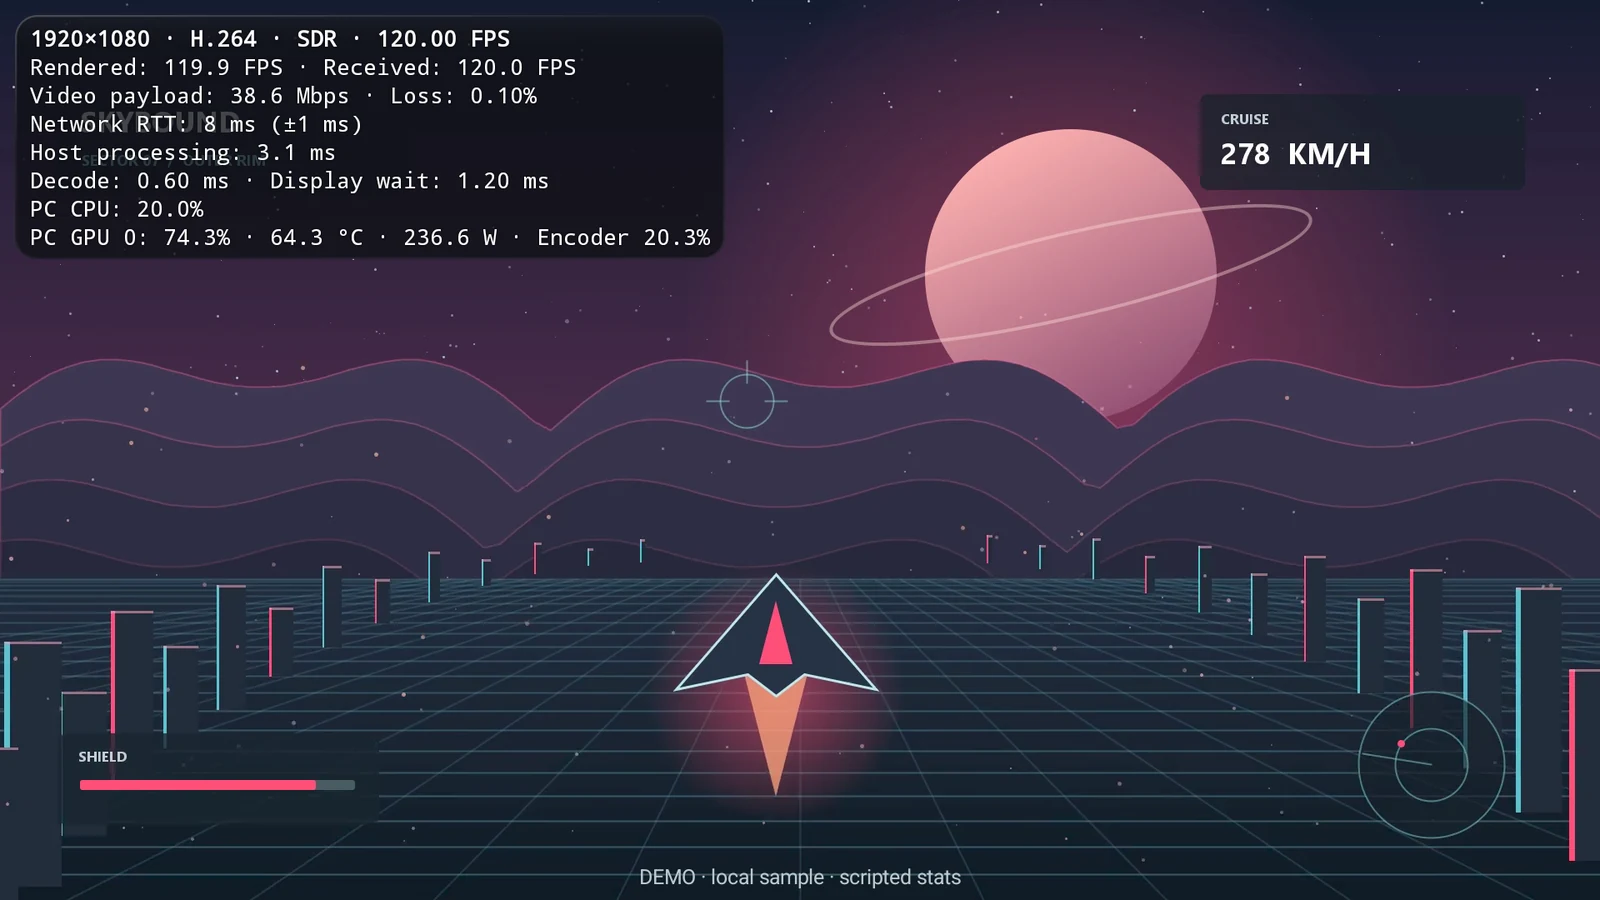 1920×1080 · H.264 · SDR · 120.00 FPS
Rendered: 119.9 FPS · Received: 120.0 FPS
Video payload: 38.6 Mbps · Loss: 0.10%
SKYBOUND
Network RTT: 8 ms (±1 ms)
Host processing: 3.1 ms
Decode: 0.60 ms · Display wait: 1.20 ms
PC CPU: 20.0%
PC GPU 0: 74.3% · 64.3 °C · 236.6 W · Encoder 20.3%
CRUISE
278 KM/H
SHIELD
DEMO · local sample · scripted stats